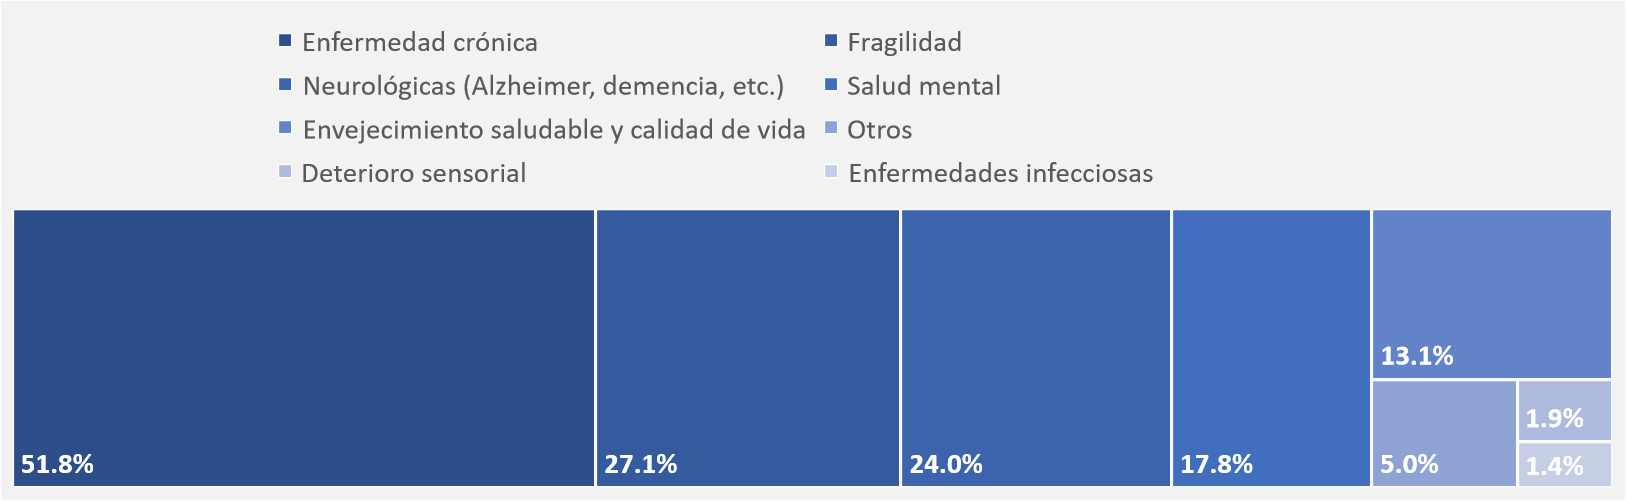 Enfermedad crónica
Fragilidad
Neurológicas (Alzheimer, demencia, etc.)
Salud mental
Envejecimiento saludable y calidad de vida
Otros
Deterioro sensorial
Enfermedades infecciosas
51.8%
27.1%
24.0%
17.8%
13.1%
5.0%
1.9%
1.4%